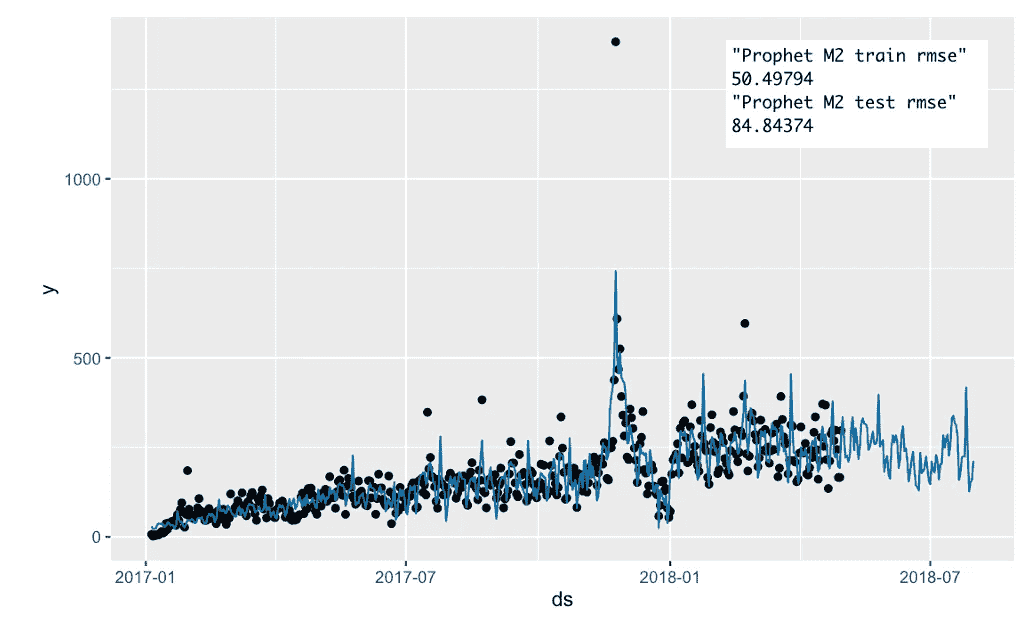 "Prophet M2 train rmse"
50.49794
"Prophet M2 test rmse"
84.84374
1000
500
0
y
2017-01 2017-07 2018-01 2018-07
ds